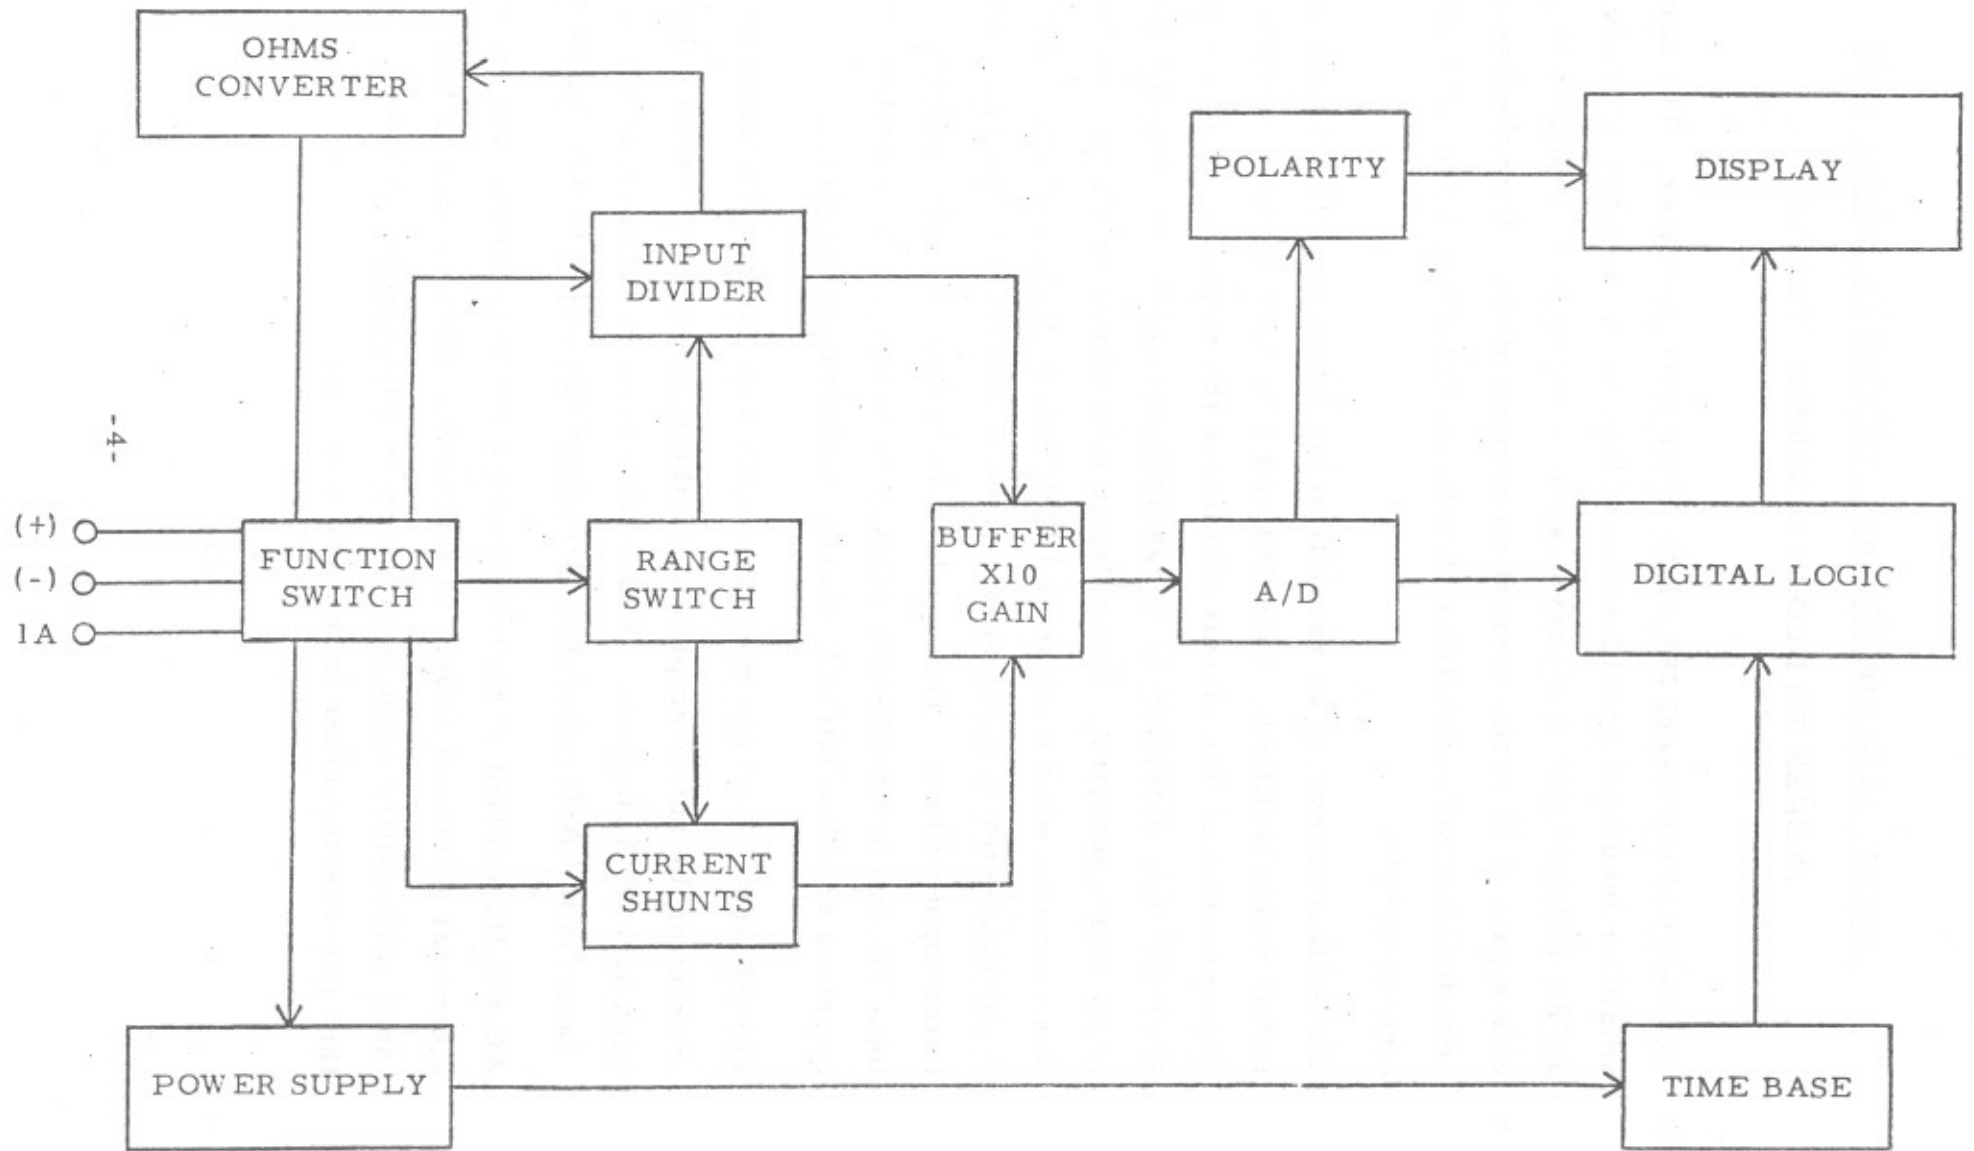 OHMS
CONVERTER
POLARITY
DISPLAY
INPUT
DIVIDER
-4-
(+)
(-)
1A
FUNCTION
SWITCH
RANGE
SWITCH
BUFFER
X10
GAIN
A/D
DIGITAL LOGIC
CURRENT
SHUNTS
POWER SUPPLY
TIME BASE